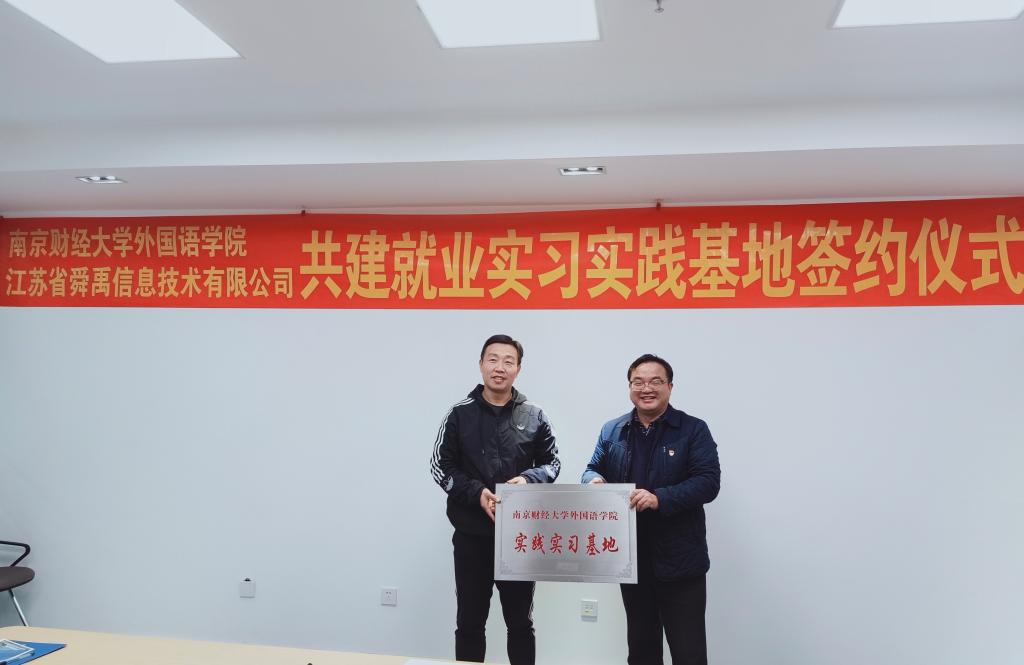 南京财经大学外国语学院
江苏省舜禹信息技术有限公司
共建就业实习实践基地签约仪式
南京财经大学外国语学院
实践实习基地